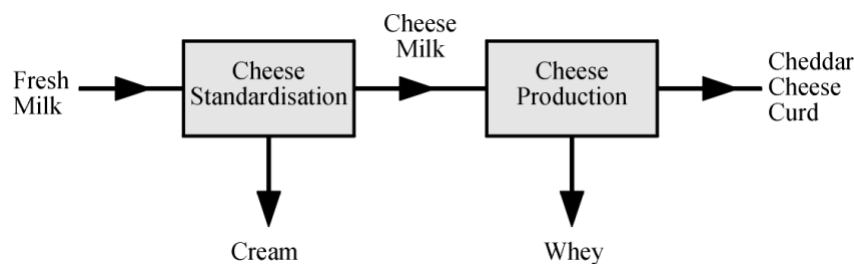 Fresh
Milk
Cheese
Standardisation
Cheese
Milk
Cheese
Production
Cheddar
Cheese
Curd
Cream
Whey